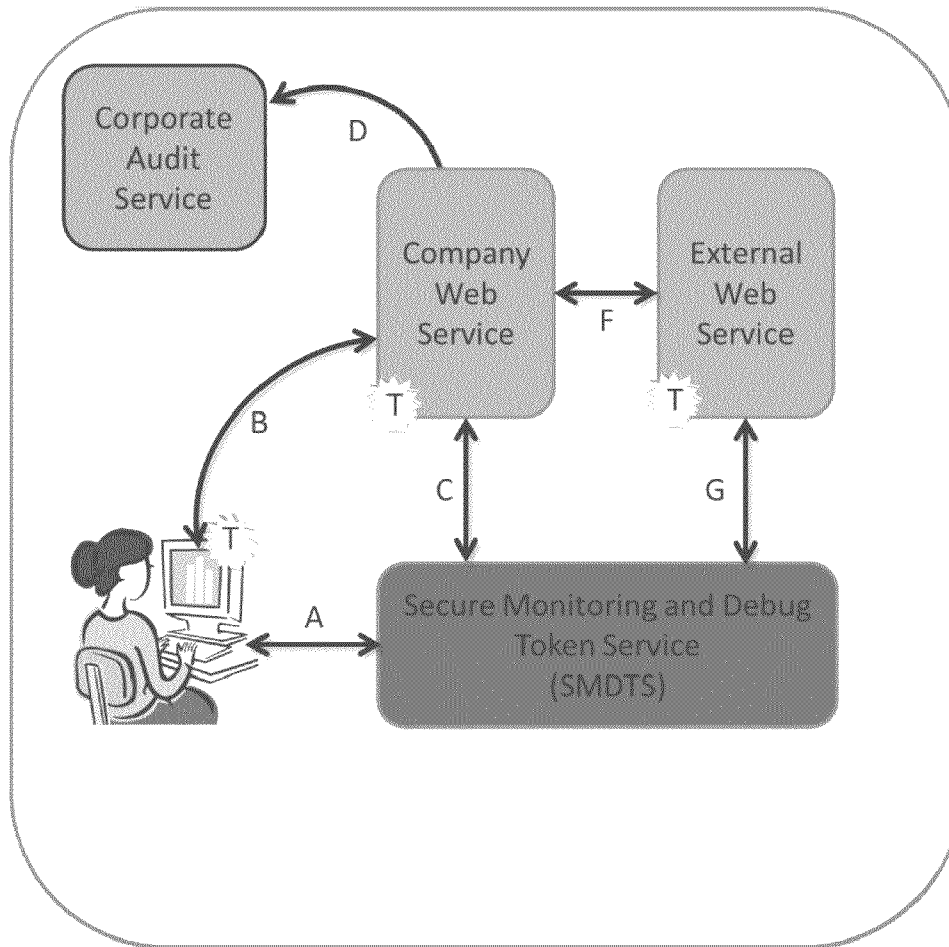 Corporate
Audit
Service
D
Company
Web
Service
External
Web
Service
F
T
T
B
C
G
T
A
Secure Monitoring and Debug
Token Service
(SMDTS)